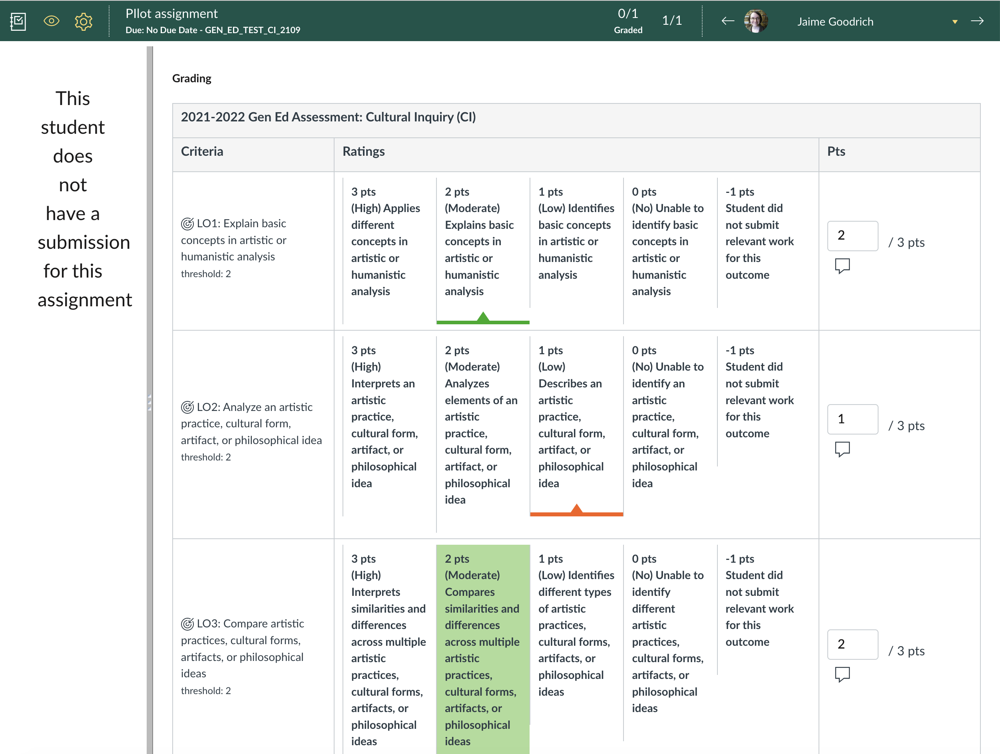 PIlot assignment
Due: No Due Date - GEN_ED_TEST_CI_2109
0/1
Graded
1/1
Jaime Goodrich
This
student
does
not
have a
submission
for this
assignment
Grading
2021-2022 Gen Ed Assessment: Cultural Inquiry (CI)
Criteria
Ratings
Pts
LO1: Explain basic
concepts in artistic or
humanistic analysis
threshold: 2
3 pts
(High) Applies
different
concepts in
artistic or
humanistic
analysis
2 pts
(Moderate)
Explains basic
concepts in
artistic or
humanistic
analysis
1 pts
(Low) Identifies
basic concepts
in artistic or
humanistic
analysis
0 pts
(No) Unable to
identify basic
concepts in
artistic or
humanistic
analysis
-1 pts
Student did
not submit
relevant work
for this
outcome
2
/ 3 pts
LO2: Analyze an artistic
practice, cultural form,
artifact, or philosophical idea
threshold: 2
3 pts
(High)
Interprets an
artistic
practice,
cultural form,
artifact, or
philosophical
idea
2 pts
(Moderate)
Analyzes
elements of an
artistic
practice,
cultural form,
artifact, or
philosophical
idea
1 pts
(Low)
Describes an
artistic
practice,
cultural form,
artifact, or
philosophical
idea
0 pts
(No) Unable to
identify an
artistic
practice,
cultural form,
artifact, or
philosophical
idea
-1 pts
Student did
not submit
relevant work
for this
outcome
1
/ 3 pts
LO3: Compare artistic
practices, cultural forms,
artifacts, or philosophical
ideas
threshold: 2
3 pts
(High)
Interprets
similarities and
differences
across multiple
artistic
practices,
cultural forms,
artifacts, or
philosophical
ideas
2 pts
(Moderate)
Compares
similarities and
differences
across multiple
artistic
practices,
cultural forms,
artifacts, or
philosophical
ideas
1 pts
(Low) Identifies
different types
of artistic
practices,
cultural forms,
artifacts, or
philosophical
ideas
0 pts
(No) Unable to
identify
different
artistic
practices,
cultural forms,
artifacts, or
philosophical
ideas
-1 pts
Student did
not submit
relevant work
for this
outcome
2
/ 3 pts